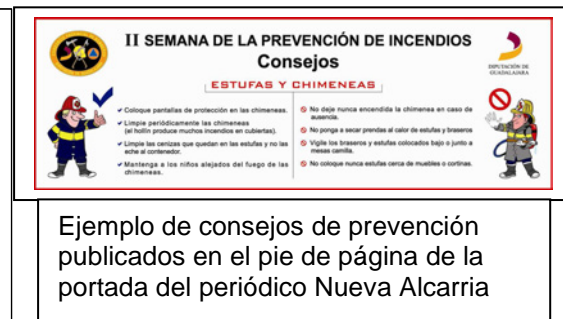 II SEMANA DE LA PREVENCIÓN DE INCENDIOS
Consejos
DIPUTACIÓN DE
GUADALAJARA
ESTUFAS Y CHIMENEAS
Coloque pantallas de protección en las chimeneas.
Limpie periódicamente las chimeneas
(el hollín produce muchos incendios en cubiertas).
Limpie las cenizas que quedan en las estufas y no las
eche al contenedor.
Mantenga a los niños alejados del fuego de las
chimeneas.
No deje nunca encendida la chimenea en caso de
ausencia.
No ponga a secar prendas al calor de estufas y braseros
Vigile los braseros y estufas colocados bajo o junto a
mesas camilla.
No coloque nunca estufas cerca de muebles o cortinas.
Ejemplo de consejos de prevención
publicados en el pie de página de la
portada del periódico Nueva Alcarria